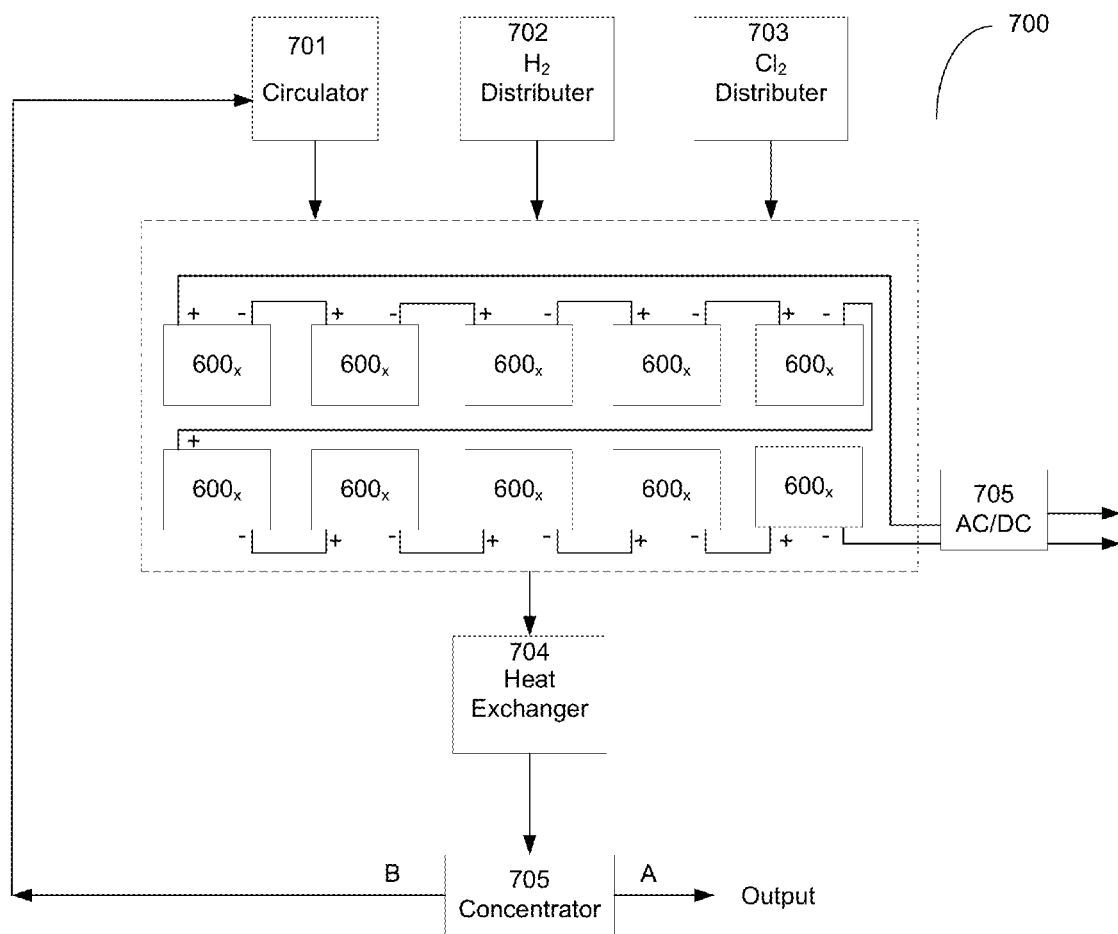 700
701
Circulator
702
H₂
Distributer
703
Cl₂
Distributer
+ - + - + - + - + -
600ₓ 600ₓ 600ₓ 600ₓ 600ₓ
+
600ₓ 600ₓ 600ₓ 600ₓ 600ₓ
- + - + - + - + -
705
AC/DC
704
Heat
Exchanger
B
705
Concentrator
A
Output